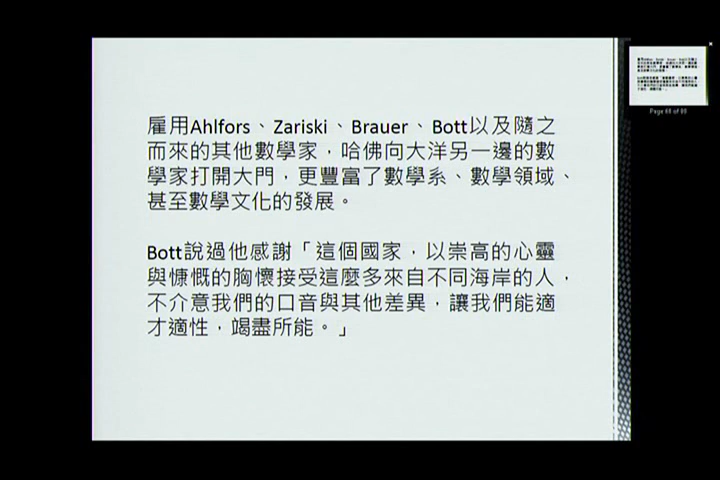 雇用Ahlfors、Zariski、Brauer、Bott以及隨之
而來的其他數學家，哈佛向大洋另一邊的數
學家打開大門，更豐富了數學系、數學領域、
甚至數學文化的發展。
Bott說過他感謝「這個國家，以崇高的心靈
與慷慨的胸懷接受這麼多來自不同海岸的人，
不介意我們的口音與其他差異，讓我們能適
才適性，竭盡所能。」